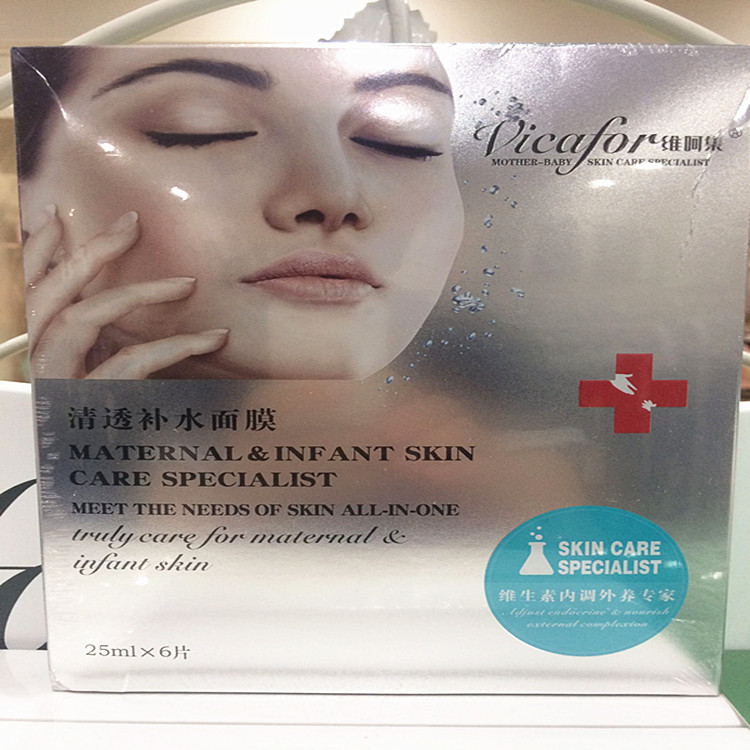 Vicafor维阿集®
MOTHER-BABY SKIN CARE SPECIALIST
清透补水面膜
MATERNAL & INFANT SKIN
CARE SPECIALIST
MEET THE NEEDS OF SKIN ALL-IN-ONE
truly care for maternal &
infant skin
SKIN CARE
SPECIALIST
维生素内调外养专家
Adjust endocrine & nourish
external complexion
25ml×6片